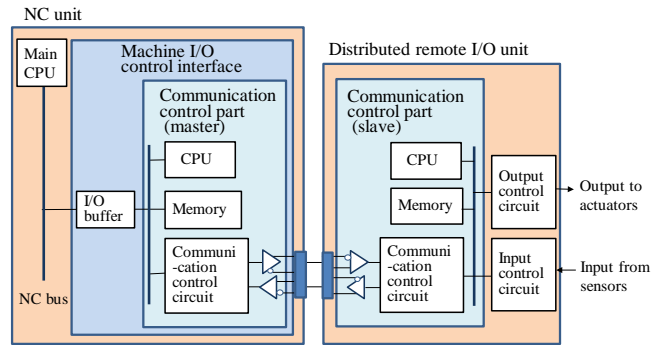 NC unit
Main
CPU
Machine I/O
control interface
Communication
control part
(master)
CPU
I/O
buffer
Memory
Communi
-cation
control
circuit
NC bus
Distributed remote I/O unit
Communication
control part
(slave)
CPU
Memory
Communi
-cation
control
circuit
Output
control
circuit
Output to
actuators
Input
control
circuit
Input from
sensors